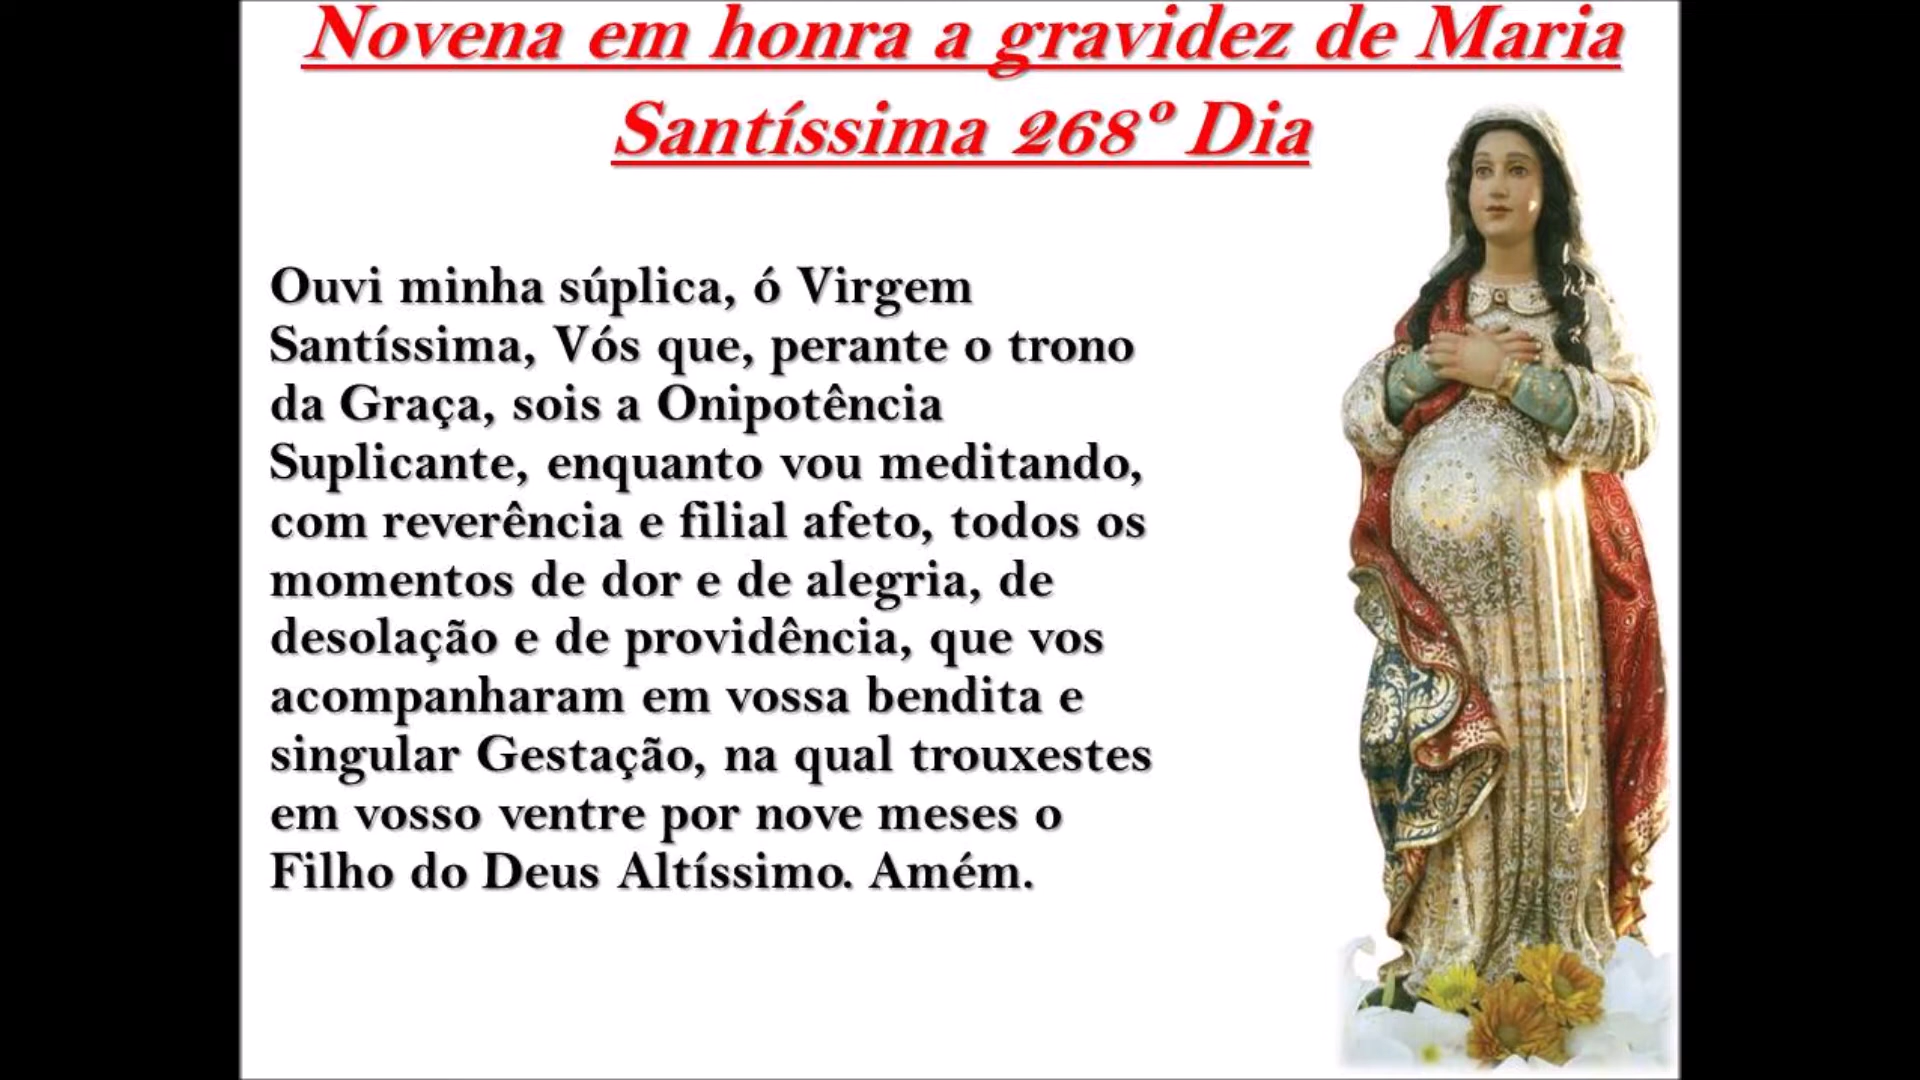 Novena em honra a gravidez de Maria
Santíssima 268º Dia
Ouvi minha súplica, ó Virgem
Santíssima, Vós que, perante o trono
da Graça, sois a Onipotência
Suplicante, enquanto vou meditando,
com reverência e filial afeto, todos os
momentos de dor e de alegria, de
desolação e de providência, que vos
acompanharam em vossa bendita e
singular Gestação, na qual trouxestes
em vosso ventre por nove meses o
Filho do Deus Altíssimo. Amém.